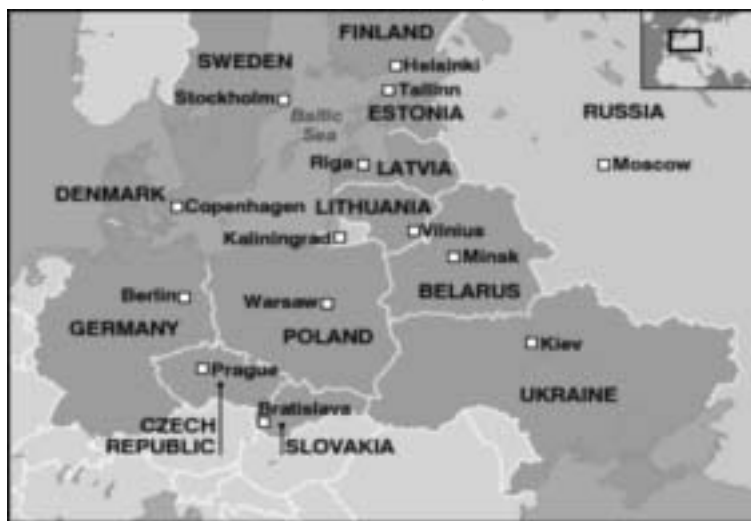 FINLAND
SWEDEN
Helsinki
Tallinn
Stockholm
Baltic
Sea
ESTONIA
RUSSIA
Riga
LATVIA
Moscow
DENMARK
Copenhagen
LITHUANIA
Kaliningrad
Vilnius
Minsk
BELARUS
Berlin
Warsaw
GERMANY
POLAND
Kiev
Prague
UKRAINE
Bratislava
CZECH
REPUBLIC
SLOVAKIA